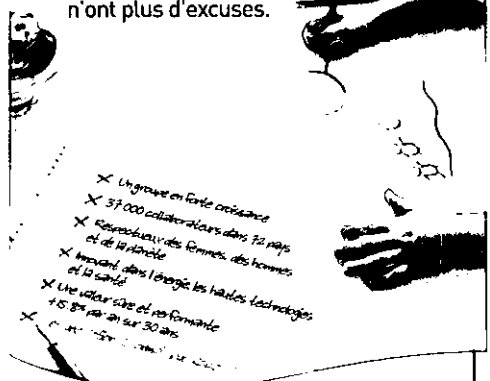 n'ont plus d'excuses.
× Un groupe en forte croissance
× 37 000 collaborateurs dans 72 pays
× Respectueux des femmes, des hommes
et de la planète
× Innovant dans l'énergie, les hautes technologies
et la santé
× Une valeur sûre et performante
+15.8% par an sur 30 ans
×